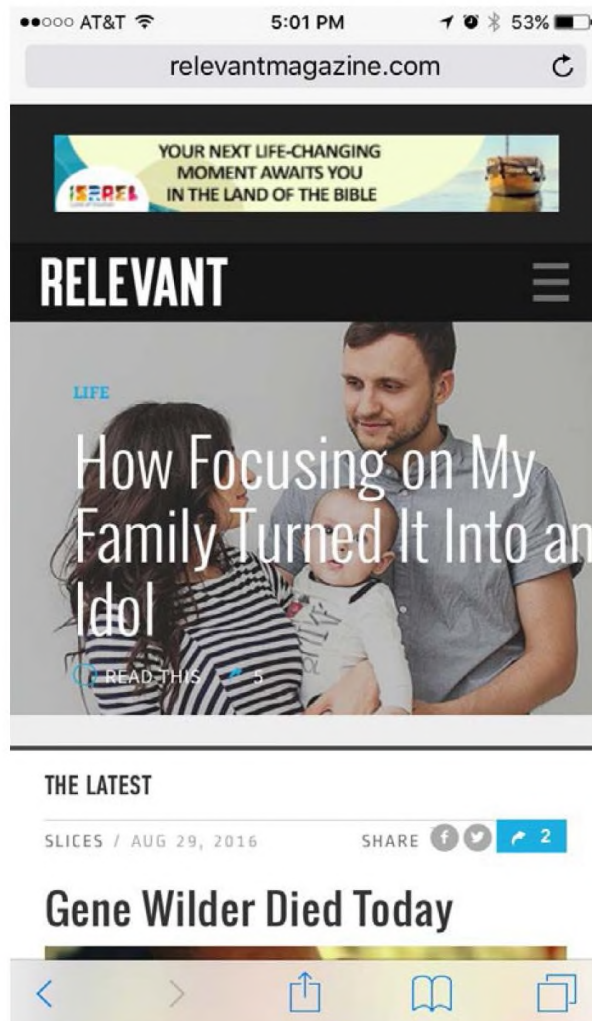 AT&T 5:01 PM 53%
relevantmagazine.com
YOUR NEXT LIFE-CHANGING
MOMENT AWAITS YOU
IN THE LAND OF THE BIBLE
ISRAEL
RELEVANT
LIFE
How Focusing on My
Family Turned It Into an
Idol
READ THIS 5
THE LATEST
SLICES / AUG 29, 2016 SHARE 2
Gene Wilder Died Today